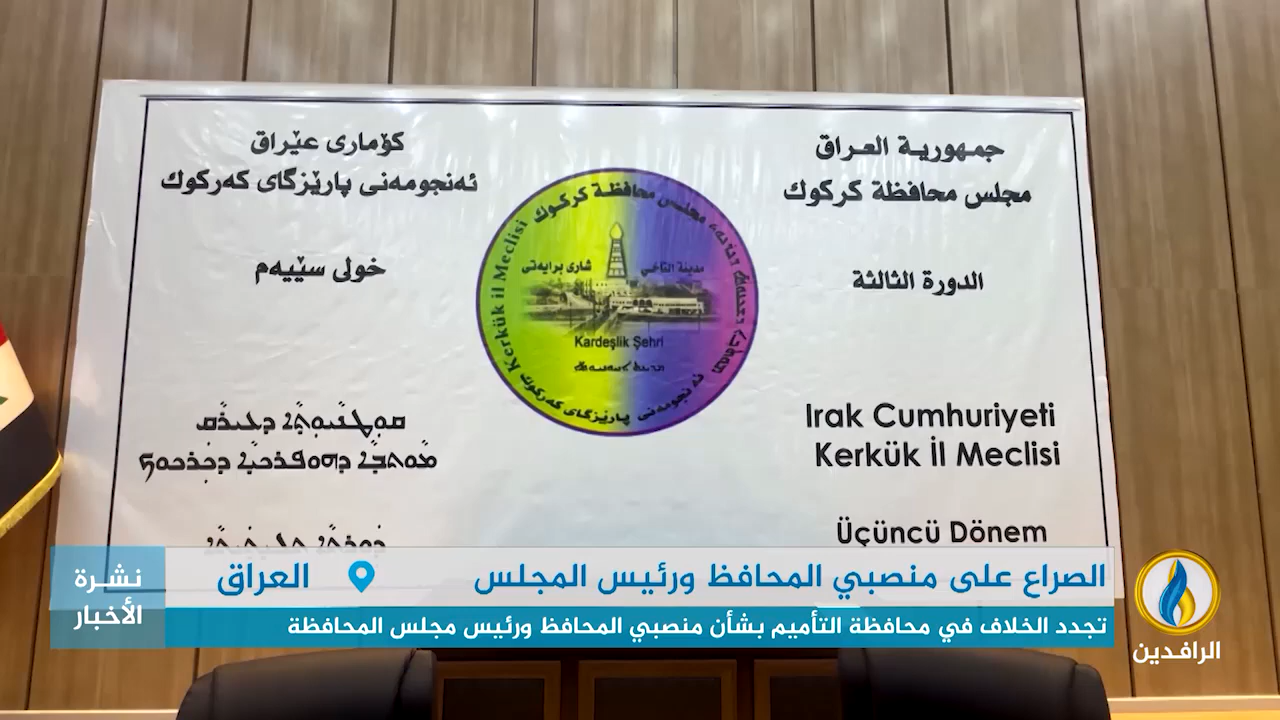 جمهورية العراق
مجلس محافظة كركوك
الدورة الثالثة
كۆماری عێراق
ئەنجومەنی پارێزگای کەرکوك
خولی سێیەم
مجلس محافظة كركوك
Kerkük il Meclisi
ئەنجومەنی پارێزگای کەرکوك
مدينة التآخي
شاری برایەتی
Kardeşlik Şehri
Irak Cumhuriyeti
Kerkük İl Meclisi
Üçüncü Dönem
الصراع على منصبي المحافظ ورئيس المجلس
العراق
نشرة
الأخبار
تجدد الخلاف في محافظة التأميم بشأن منصبي المحافظ ورئيس مجلس المحافظة
الرافدين